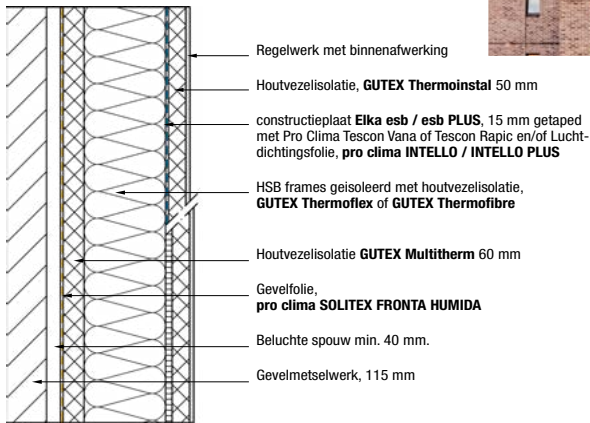 Regelwerk met binnenafwerking
Houtvezelisolatie, GUTEX Thermoinstal 50 mm
constructieplaat Elka esb / esb PLUS, 15 mm getaped
met Pro Clima Tescon Vana of Tescon Rapic en/of Lucht-
dichtingsfolie, pro clima INTELLO / INTELLO PLUS
HSB frames geisoleerd met houtvezelisolatie,
GUTEX Thermoflex of GUTEX Thermofibre
Houtvezelisolatie GUTEX Multitherm 60 mm
Gevelfolie,
pro clima SOLITEX FRONTA HUMIDA
Beluchte spouw min. 40 mm.
Gevelmetselwerk, 115 mm